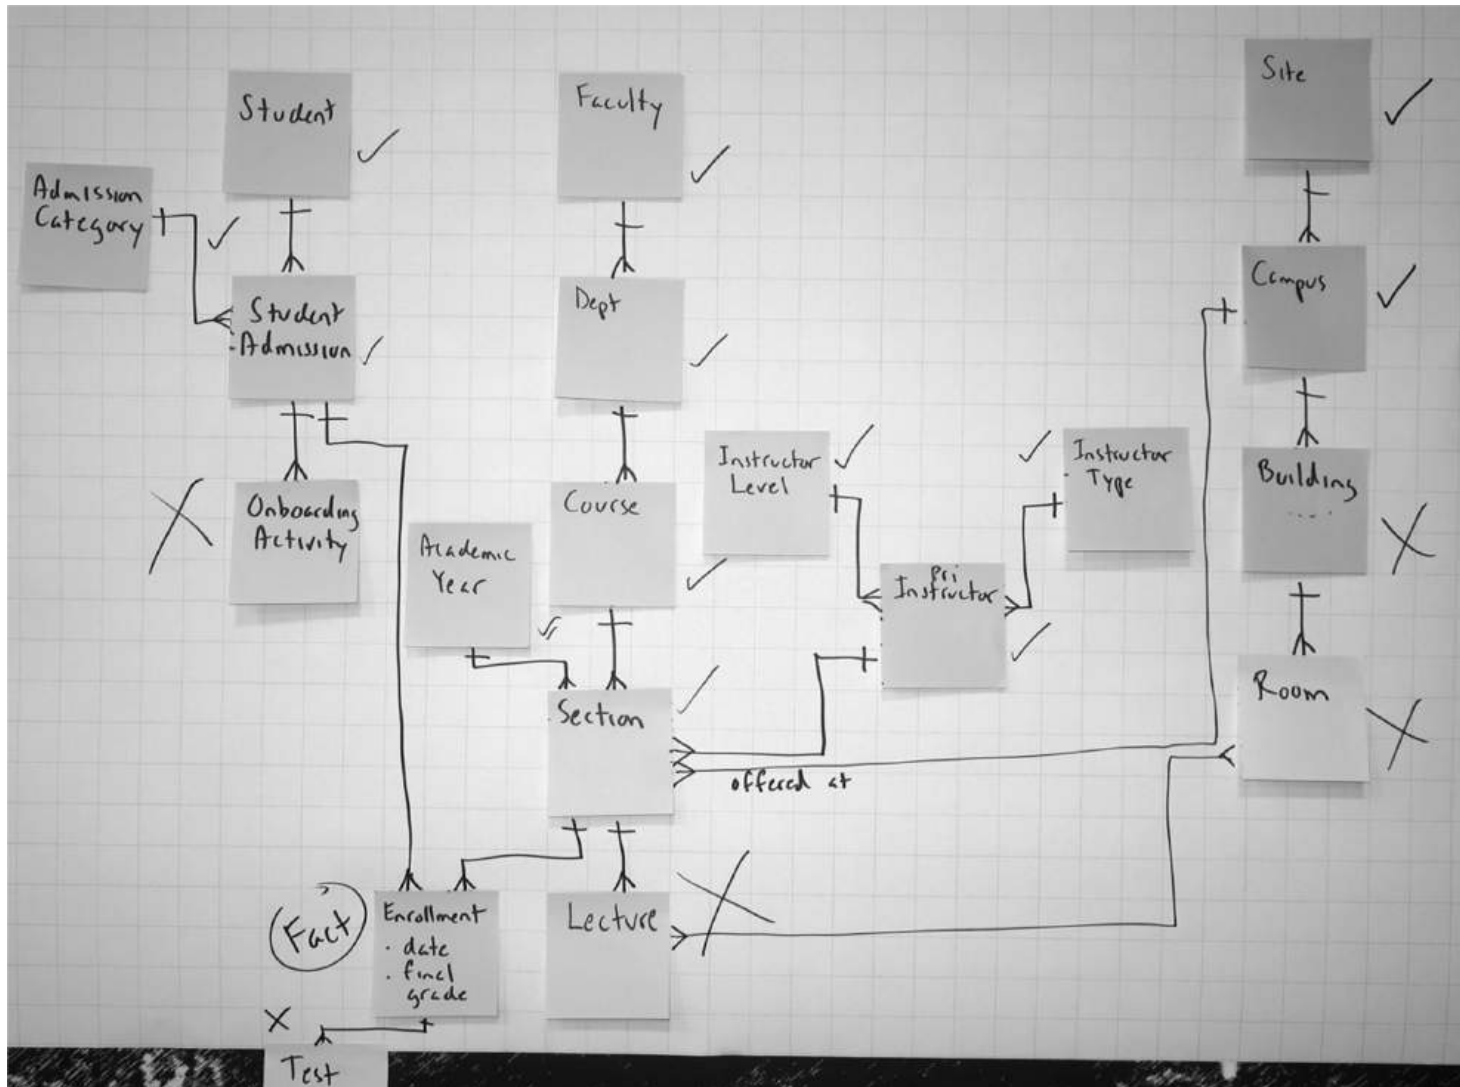 Student
Faculty
Site
Admission
Category
Student
-Admission
Dept
Campus
Onboarding
Activity
Academic
Year
Course
Instructor
Level
Instructor
Type
Building
Pri
Instructor
Section
Room
offered at
Fact
Enrollment
. date
. final
grade
Lecture
Test